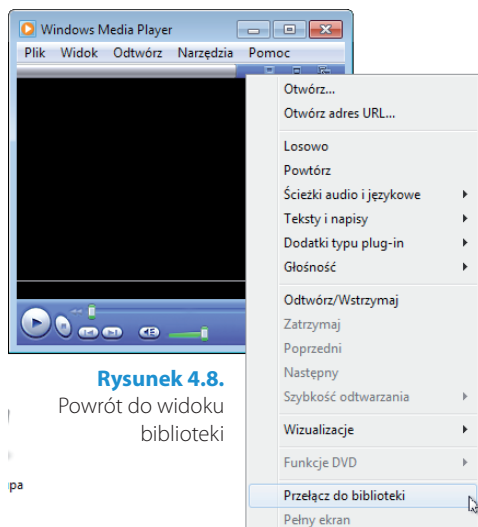 Windows Media Player
Plik Widok Odtwórz Narzędzia Pomoc
Otwórz...
Otwórz adres URL...
Losowo
Powtórz
Ścieżki audio i językowe
Teksty i napisy
Dodatki typu plug-in
Głośność
Odtwórz/Wstrzymaj
Zatrzymaj
Poprzedni
Następny
Szybkość odtwarzania
Wizualizacje
Funkcje DVD
Przełącz do biblioteki
Pełny ekran
Rysunek 4.8.
Powrót do widoku
biblioteki
pa